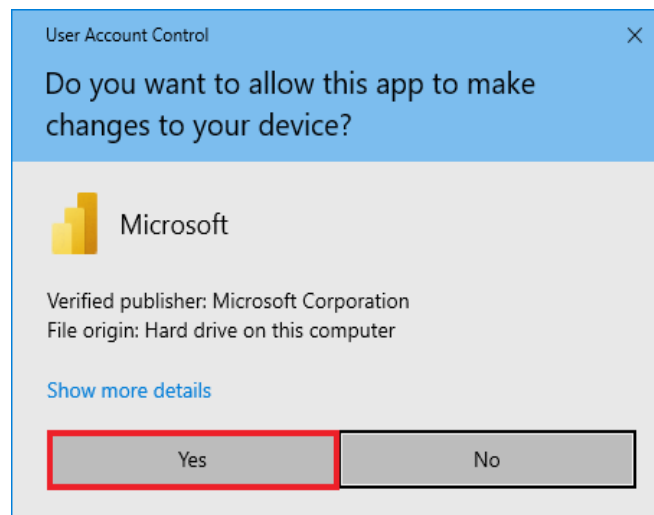 User Account Control
Do you want to allow this app to make
changes to your device?
Microsoft
Verified publisher: Microsoft Corporation
File origin: Hard drive on this computer
Show more details
Yes
No